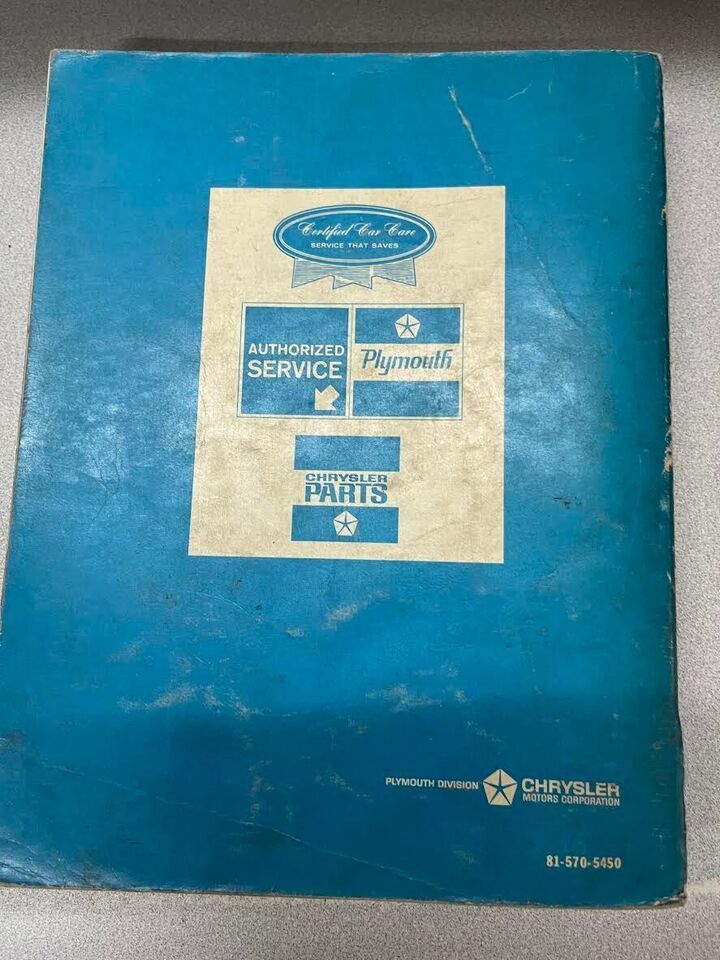 Certified Car Care
SERVICE THAT SAVES
AUTHORIZED
SERVICE
Plymouth
CHRYSLER
PARTS
PLYMOUTH DIVISION
CHRYSLER
MOTORS CORPORATION
81-570-5450